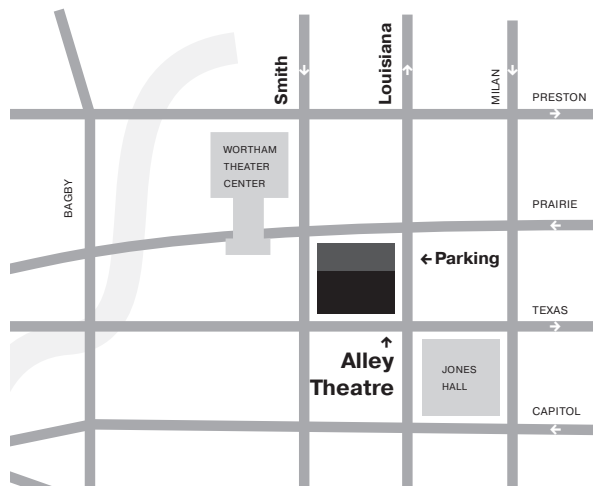 Smith
Louisiana
MILAN
PRESTON
WORTHAM
THEATER
CENTER
BAGBY
PRAIRIE
Parking
TEXAS
Alley
Theatre
JONES
HALL
CAPITOL